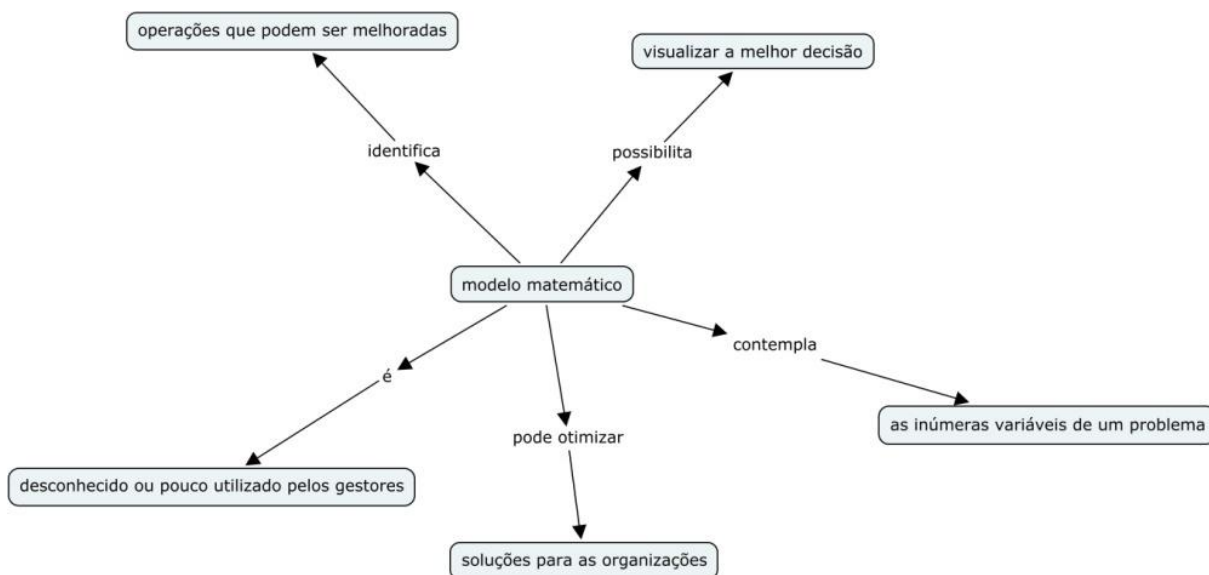 operações que podem ser melhoradas
visualizar a melhor decisão
identifica
possibilita
modelo matemático
contempla
é
as inúmeras variáveis de um problema
pode otimizar
desconhecido ou pouco utilizado pelos gestores
soluções para as organizações